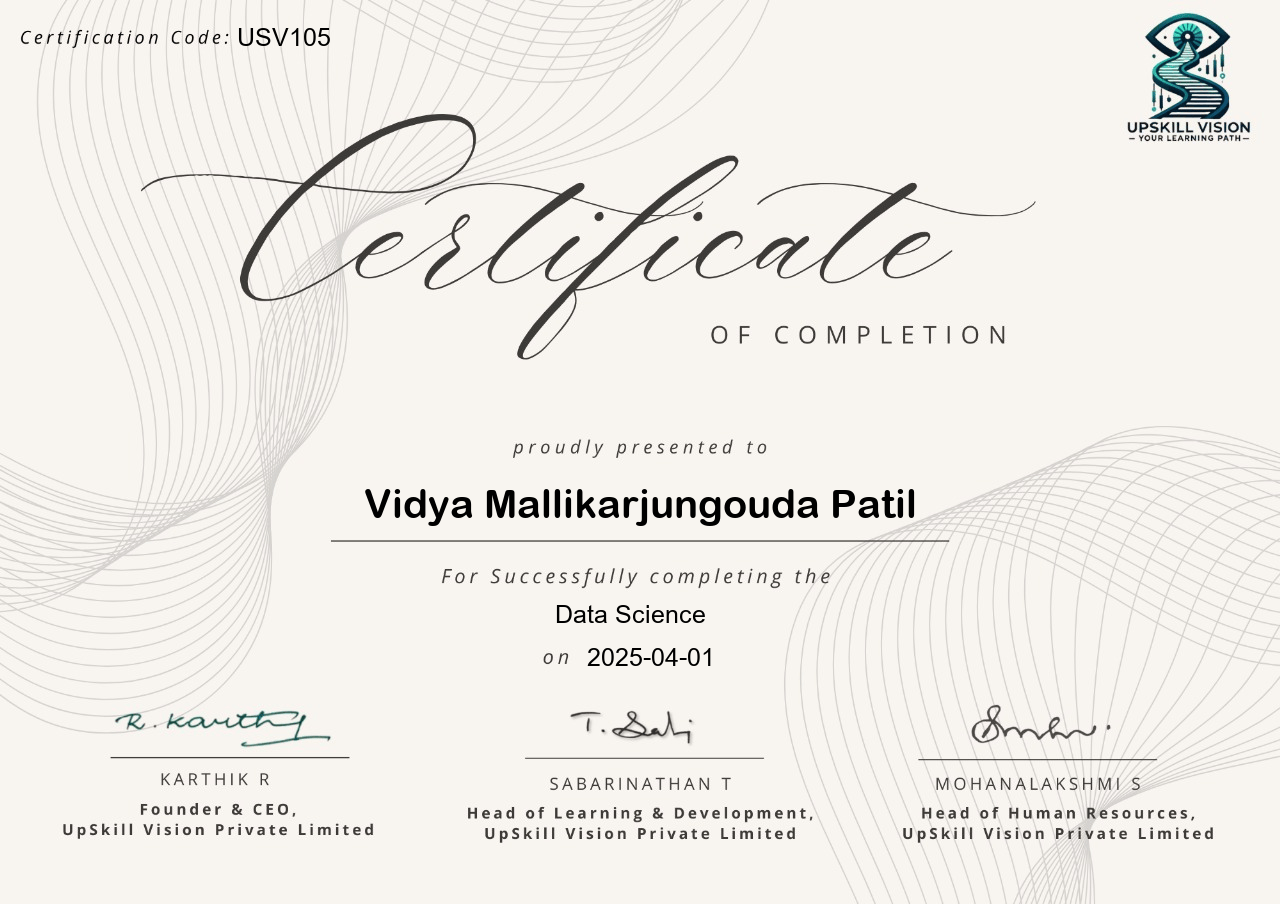 Certification Code: USV105
UPSKILL VISION
— YOUR LEARNING PATH —
Certificate
OF COMPLETION
proudly presented to
Vidya Mallikarjungouda Patil
For Successfully completing the
Data Science
on 2025-04-01
R. Karthy
T. Sabi
KARTHIK R
SABARINATHAN T
MOHANALAKSHMI S
Founder & CEO,
UpSkill Vision Private Limited
Head of Learning & Development,
UpSkill Vision Private Limited
Head of Human Resources,
UpSkill Vision Private Limited